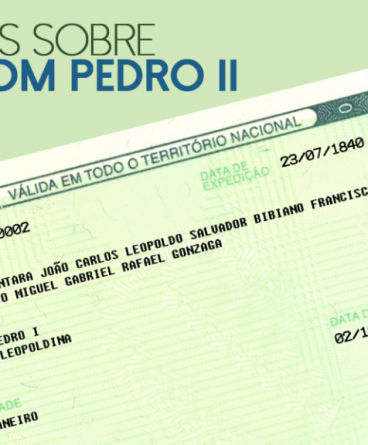 S SOBRE
OM PEDRO II
VÁLIDA EM TODO O TERRITÓRIO NACIONAL
DATA DE
EXPEDIÇÃO 23/07/1840
0002
NTARA JOÃO CARLOS LEOPOLDO SALVADOR BIBIANO FRANCISC
O MIGUEL GABRIEL RAFAEL GONZAGA
EDRO I
LEOPOLDINA
DATA D
02/1
ADE
NEIRO